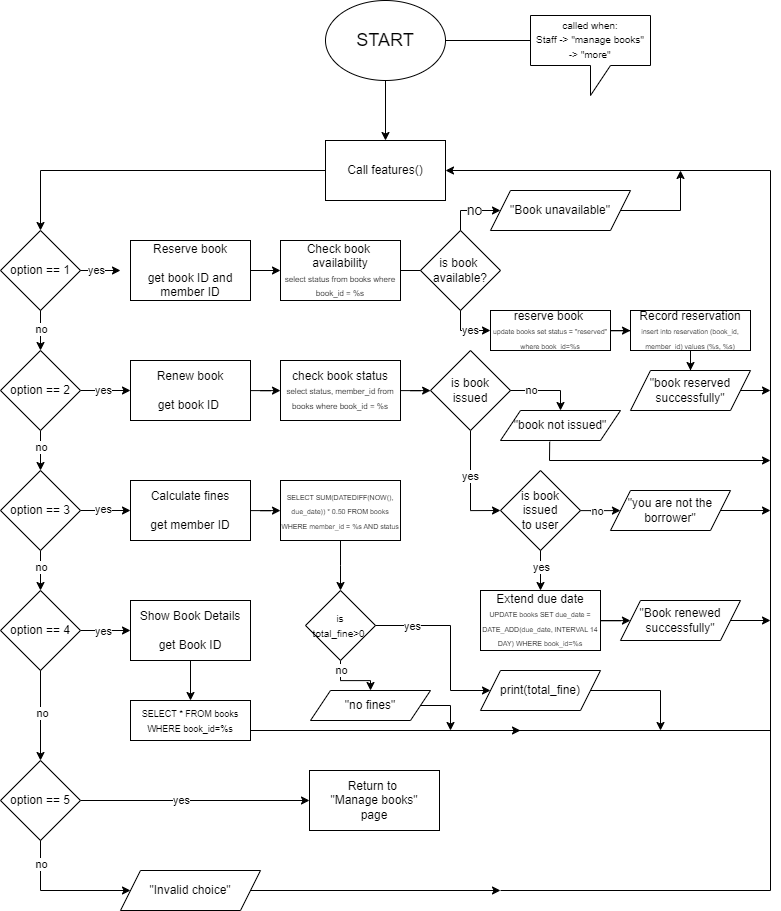 START
called when:
Staff -> "manage books"
-> "more"
Call features()
no
"Book unavailable"
option == 1
yes
Reserve book
get book ID and
member ID
Check book
availability
select status from books where
book_id = %s
is book
available?
no
yes
reserve book
update books set status = "reserved"
where book_id=%s
Record reservation
insert into reservation (book_id,
member_id) values (%s, %s)
option == 2
yes
Renew book
get book ID
check book status
select status, member_id from
books where book_id = %s
is book
issued
no
"book reserved
successfully"
"book not issued"
no
yes
option == 3
yes
Calculate fines
get member ID
SELECT SUM(DATEDIFF(NOW(),
due_date)) * 0.50 FROM books
WHERE member_id = %s AND status
is book
issued
to user
no
"you are not the
borrower"
no
yes
option == 4
yes
Show Book Details
get Book ID
is
total_fine>0
yes
Extend due date
UPDATE books SET due_date =
DATE_ADD(due_date, INTERVAL 14
DAY) WHERE book_id=%s
"Book renewed
successfully"
no
no
SELECT * FROM books
WHERE book_id=%s
"no fines"
print(total_fine)
option == 5
yes
Return to
"Manage books"
page
no
"Invalid choice"